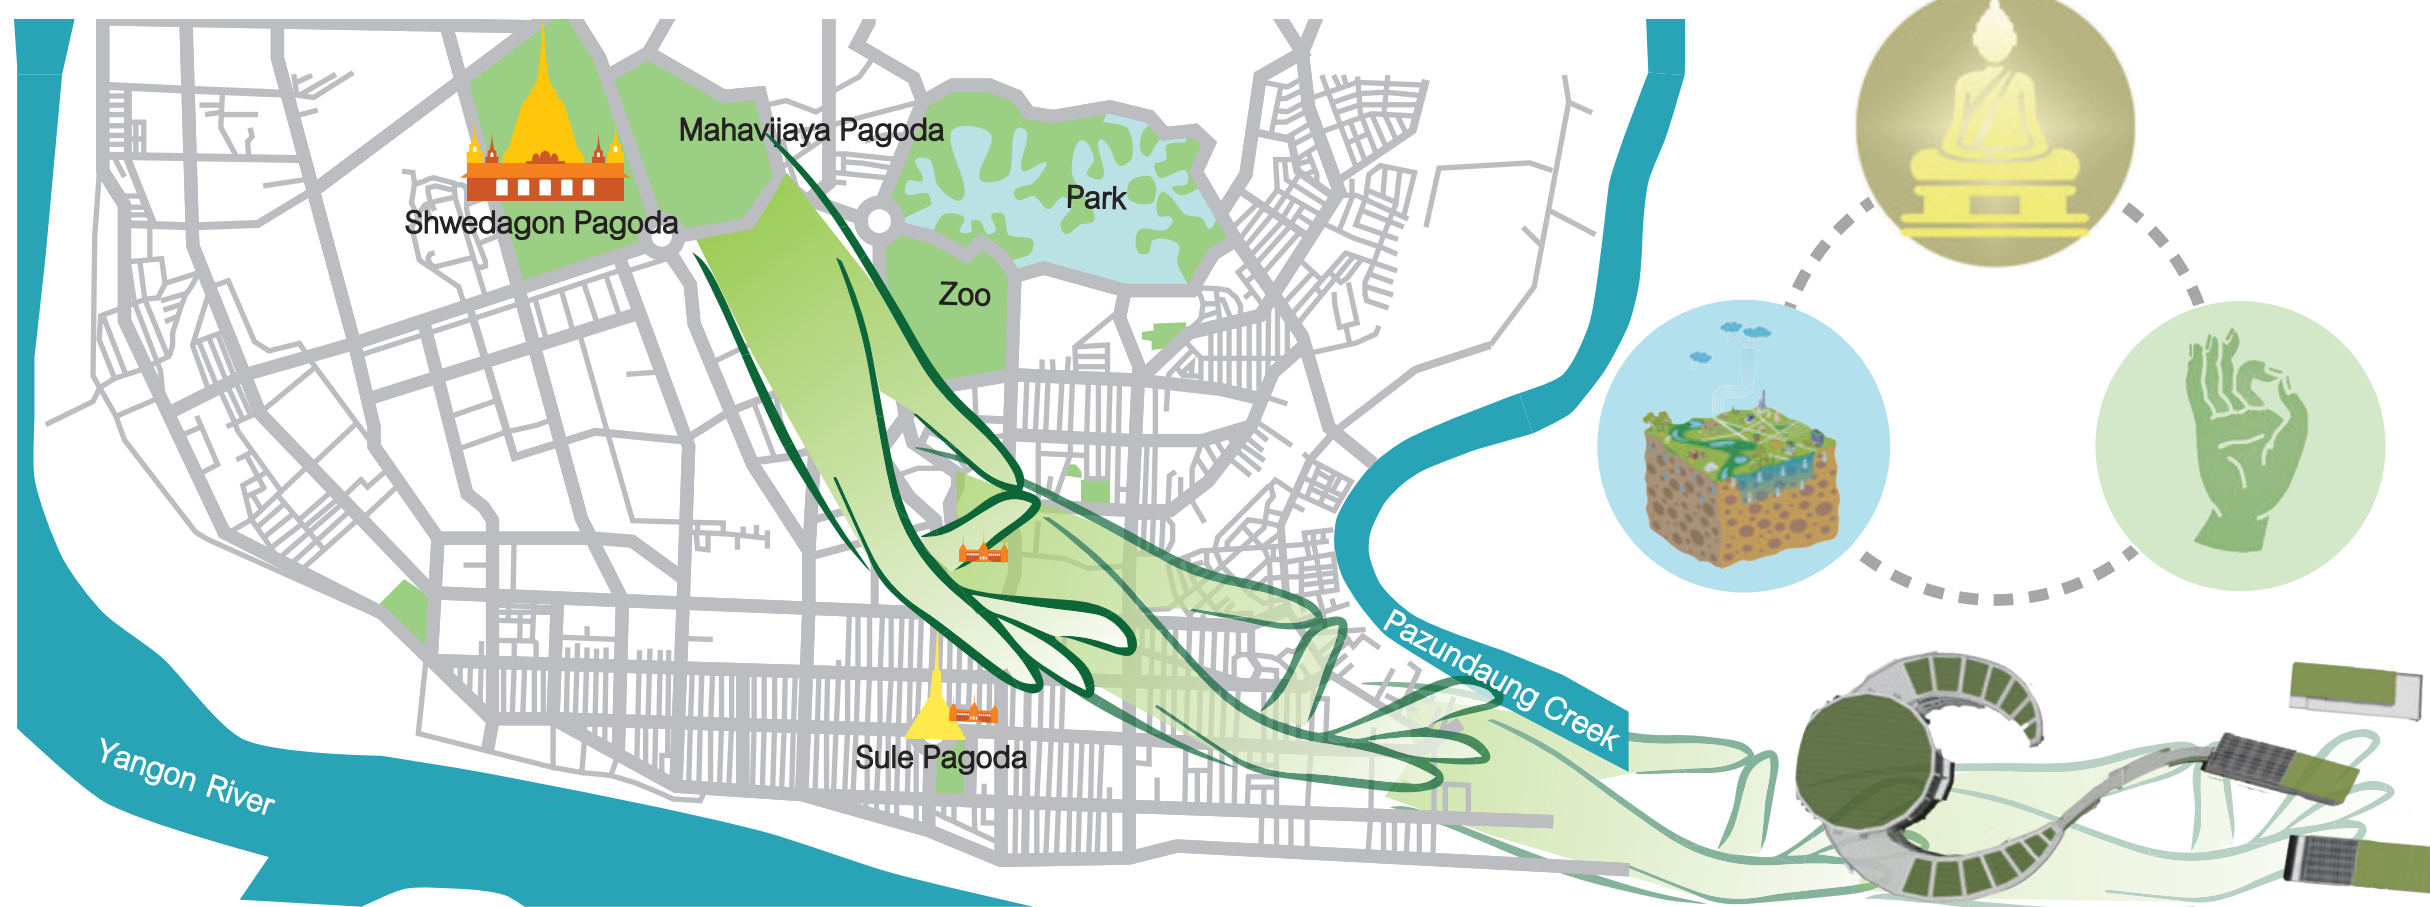 Mahavijaya Pagoda
Park
Shwedagon Pagoda
Zoo
Pazundaung Creek
Sule Pagoda
Yangon River